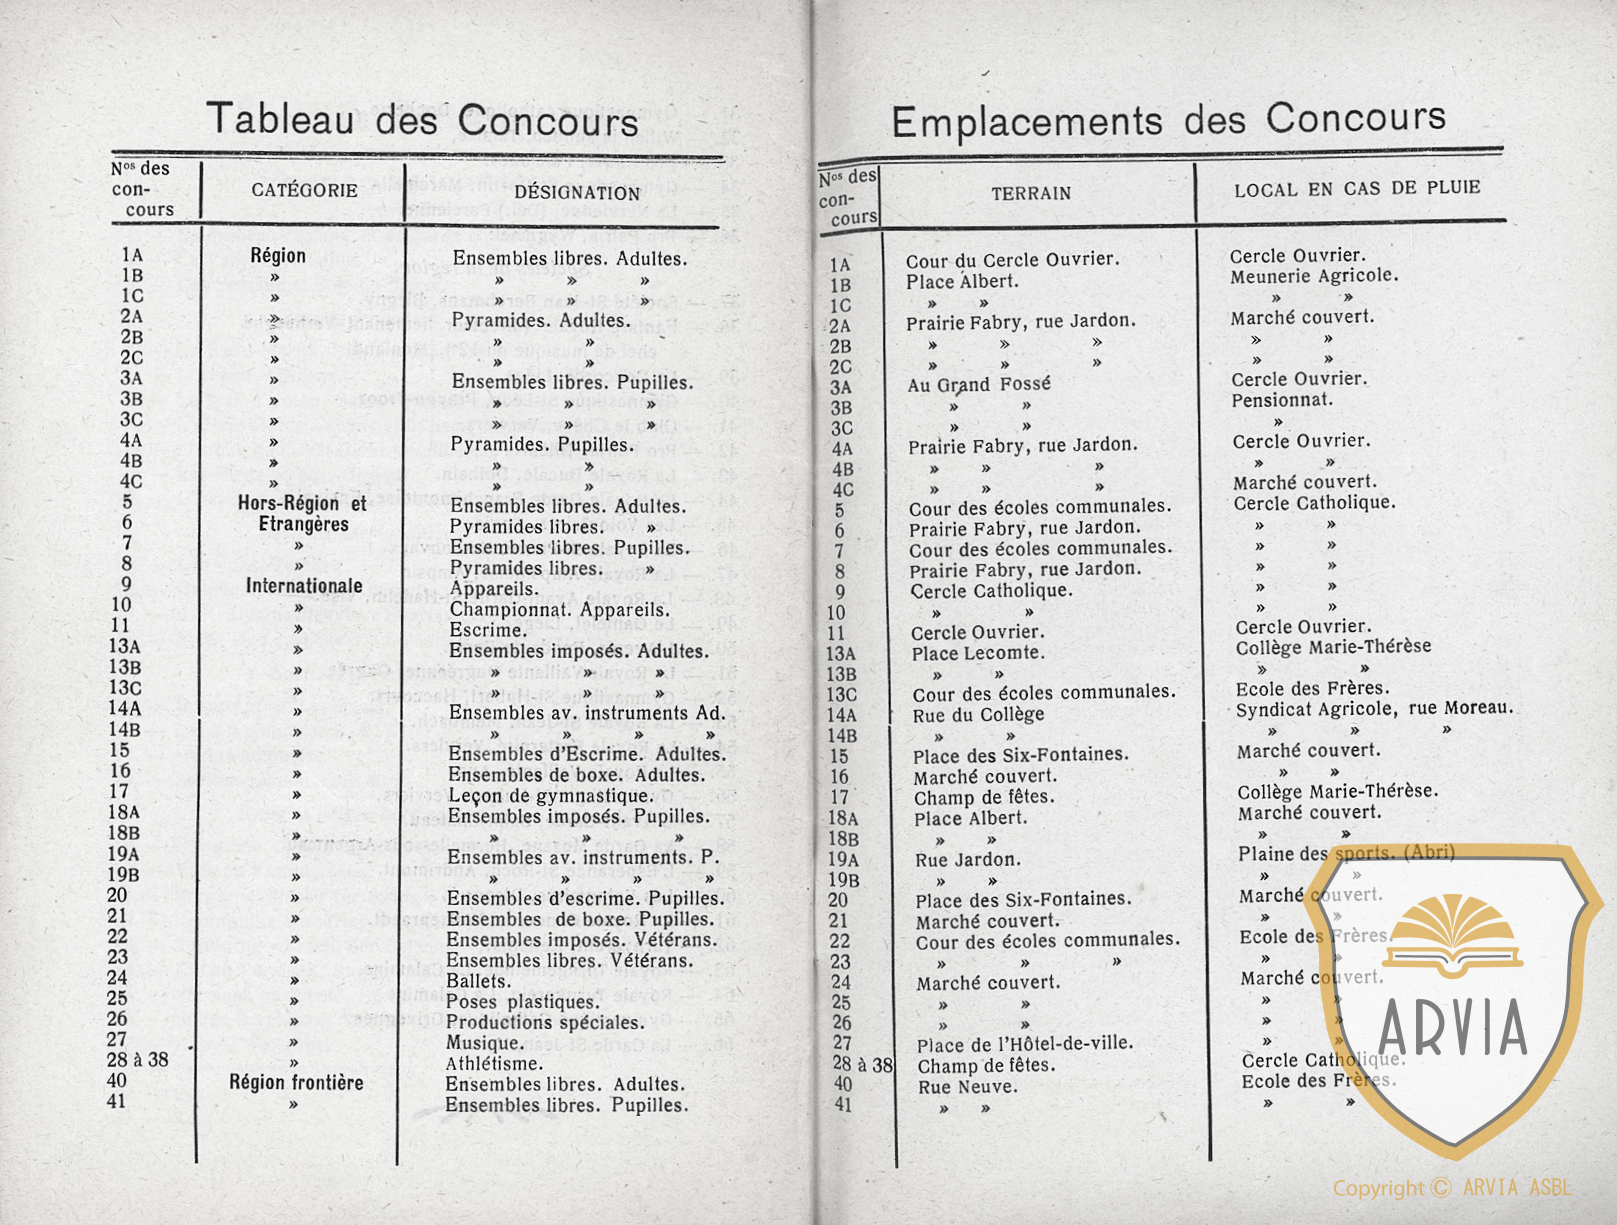 Tableau des Concours
Nos des con- cours CATÉGORIE DÉSIGNATION
1A Région Ensembles libres. Adultes.
1B » » » »
1C » » » »
2A » Pyramides. Adultes.
2B » » »
2C » » »
3A » Ensembles libres. Pupilles.
3B » » » »
3C » » » »
4A » Pyramides. Pupilles.
4B » » »
4C » » »
5 Hors-Région et Ensembles libres. Adultes.
6 Etrangères Pyramides libres. »
7 » Ensembles libres. Pupilles.
8 » Pyramides libres. »
9 Internationale Appareils.
10 » Championnat. Appareils.
11 » Escrime.
13A » Ensembles imposés. Adultes.
13B » » » »
13C » » » »
14A » Ensembles av. instruments Ad.
14B » » » » »
15 » Ensembles d'Escrime. Adultes.
16 » Ensembles de boxe. Adultes.
17 » Leçon de gymnastique.
18A » Ensembles imposés. Pupilles.
18B » » » »
19A » Ensembles av. instruments. P.
19B » » » » »
20 » Ensembles d'escrime. Pupilles.
21 » Ensembles de boxe. Pupilles.
22 » Ensembles imposés. Vétérans.
23 » Ensembles libres. Vétérans.
24 » Ballets.
25 » Poses plastiques.
26 » Productions spéciales.
27 » Musique.
28 à 38 » Athlétisme.
40 Région frontière Ensembles libres. Adultes.
41 » Ensembles libres. Pupilles.
Emplacements des Concours
Nos des con- cours TERRAIN LOCAL EN CAS DE PLUIE
1A Cour du Cercle Ouvrier. Cercle Ouvrier.
1B Place Albert. Meunerie Agricole.
1C » » » »
2A Prairie Fabry, rue Jardon. Marché couvert.
2B » » » » »
2C » » » » »
3A Au Grand Fossé Cercle Ouvrier.
3B » » Pensionnat.
3C » » »
4A Prairie Fabry, rue Jardon. Cercle Ouvrier.
4B » » » » »
4C » » » Marché couvert.
5 Cour des écoles communales. Cercle Catholique.
6 Prairie Fabry, rue Jardon. » »
7 Cour des écoles communales. » »
8 Prairie Fabry, rue Jardon. » »
9 Cercle Catholique. » »
10 » » » »
11 Cercle Ouvrier. Cercle Ouvrier.
13A Place Lecomte. Collège Marie-Thérèse
13B » » » »
13C Cour des écoles communales. Ecole des Frères.
14A Rue du Collège Syndicat Agricole, rue Moreau.
14B » » » » »
15 Place des Six-Fontaines. Marché couvert.
16 Marché couvert. » »
17 Champ de fêtes. Collège Marie-Thérèse.
18A Place Albert. Marché couvert.
18B » » » »
19A Rue Jardon. Plaine des sports. (Abri)
19B » » » »
20 Place des Six-Fontaines. Marché couvert.
21 Marché couvert. » »
22 Cour des écoles communales. Ecole des Frères.
23 » » » » »
24 Marché couvert. Marché couvert.
25 » » » »
26 » » » »
27 Place de l'Hôtel-de-ville. » »
28 à 38 Champ de fêtes. Cercle Catholique.
40 Rue Neuve. Ecole des Frères.
41 » » » »
ARVIA
Copyright © ARVIA ASBL